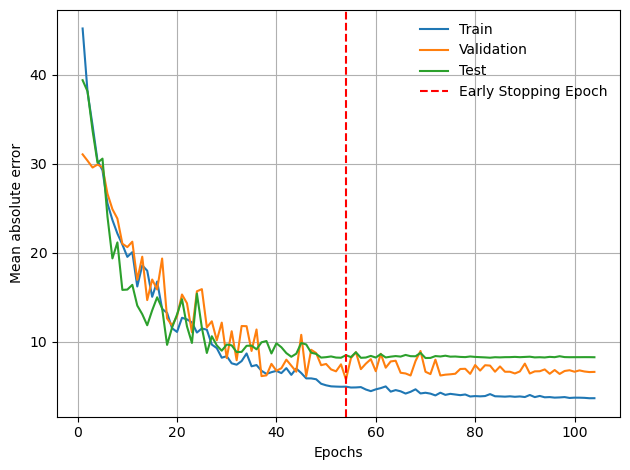 Train
Validation
Test
Early Stopping Epoch
Mean absolute error
40
30
20
10
0 20 40 60 80 100
Epochs